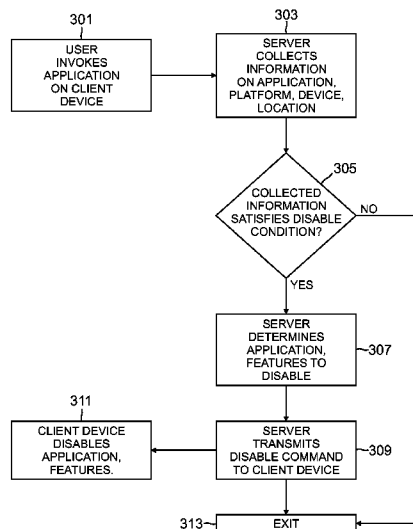 301
USER
INVOKES
APPLICATION
ON CLIENT
DEVICE
303
SERVER
COLLECTS
INFORMATION
ON APPLICATION,
PLATFORM, DEVICE,
LOCATION
305
COLLECTED
INFORMATION
SATISFIES DISABLE
CONDITION?
NO
YES
SERVER
DETERMINES
APPLICATION,
FEATURES TO
DISABLE
307
311
CLIENT DEVICE
DISABLES
APPLICATION,
FEATURES.
SERVER
TRANSMITS
DISABLE COMMAND
TO CLIENT DEVICE
309
313
EXIT